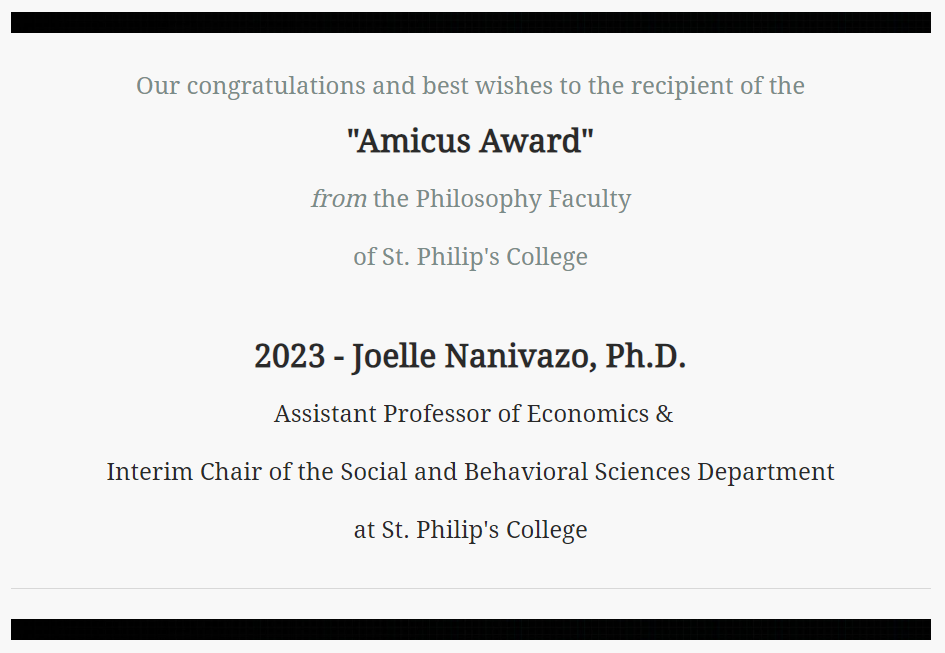 Our congratulations and best wishes to the recipient of the
"Amicus Award"
from the Philosophy Faculty
of St. Philip's College
2023 - Joelle Nanivazo, Ph.D.
Assistant Professor of Economics &
Interim Chair of the Social and Behavioral Sciences Department
at St. Philip's College